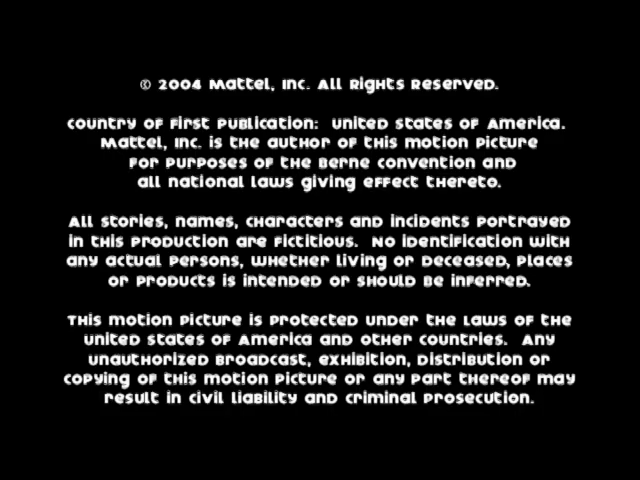 © 2004 Mattel, Inc. All Rights Reserved.
Country of First Publication: United States of America.
Mattel, Inc. is the author of this motion picture
for purposes of the Berne Convention and
all national laws giving effect thereto.
All stories, names, characters and incidents portrayed
in this production are fictitious. No identification with
any actual persons, whether living or deceased, places
or products is intended or should be inferred.
This motion picture is protected under the laws of the
United States of America and other countries. Any
unauthorized broadcast, exhibition, distribution or
copying of this motion picture or any part thereof may
result in civil liability and criminal prosecution.